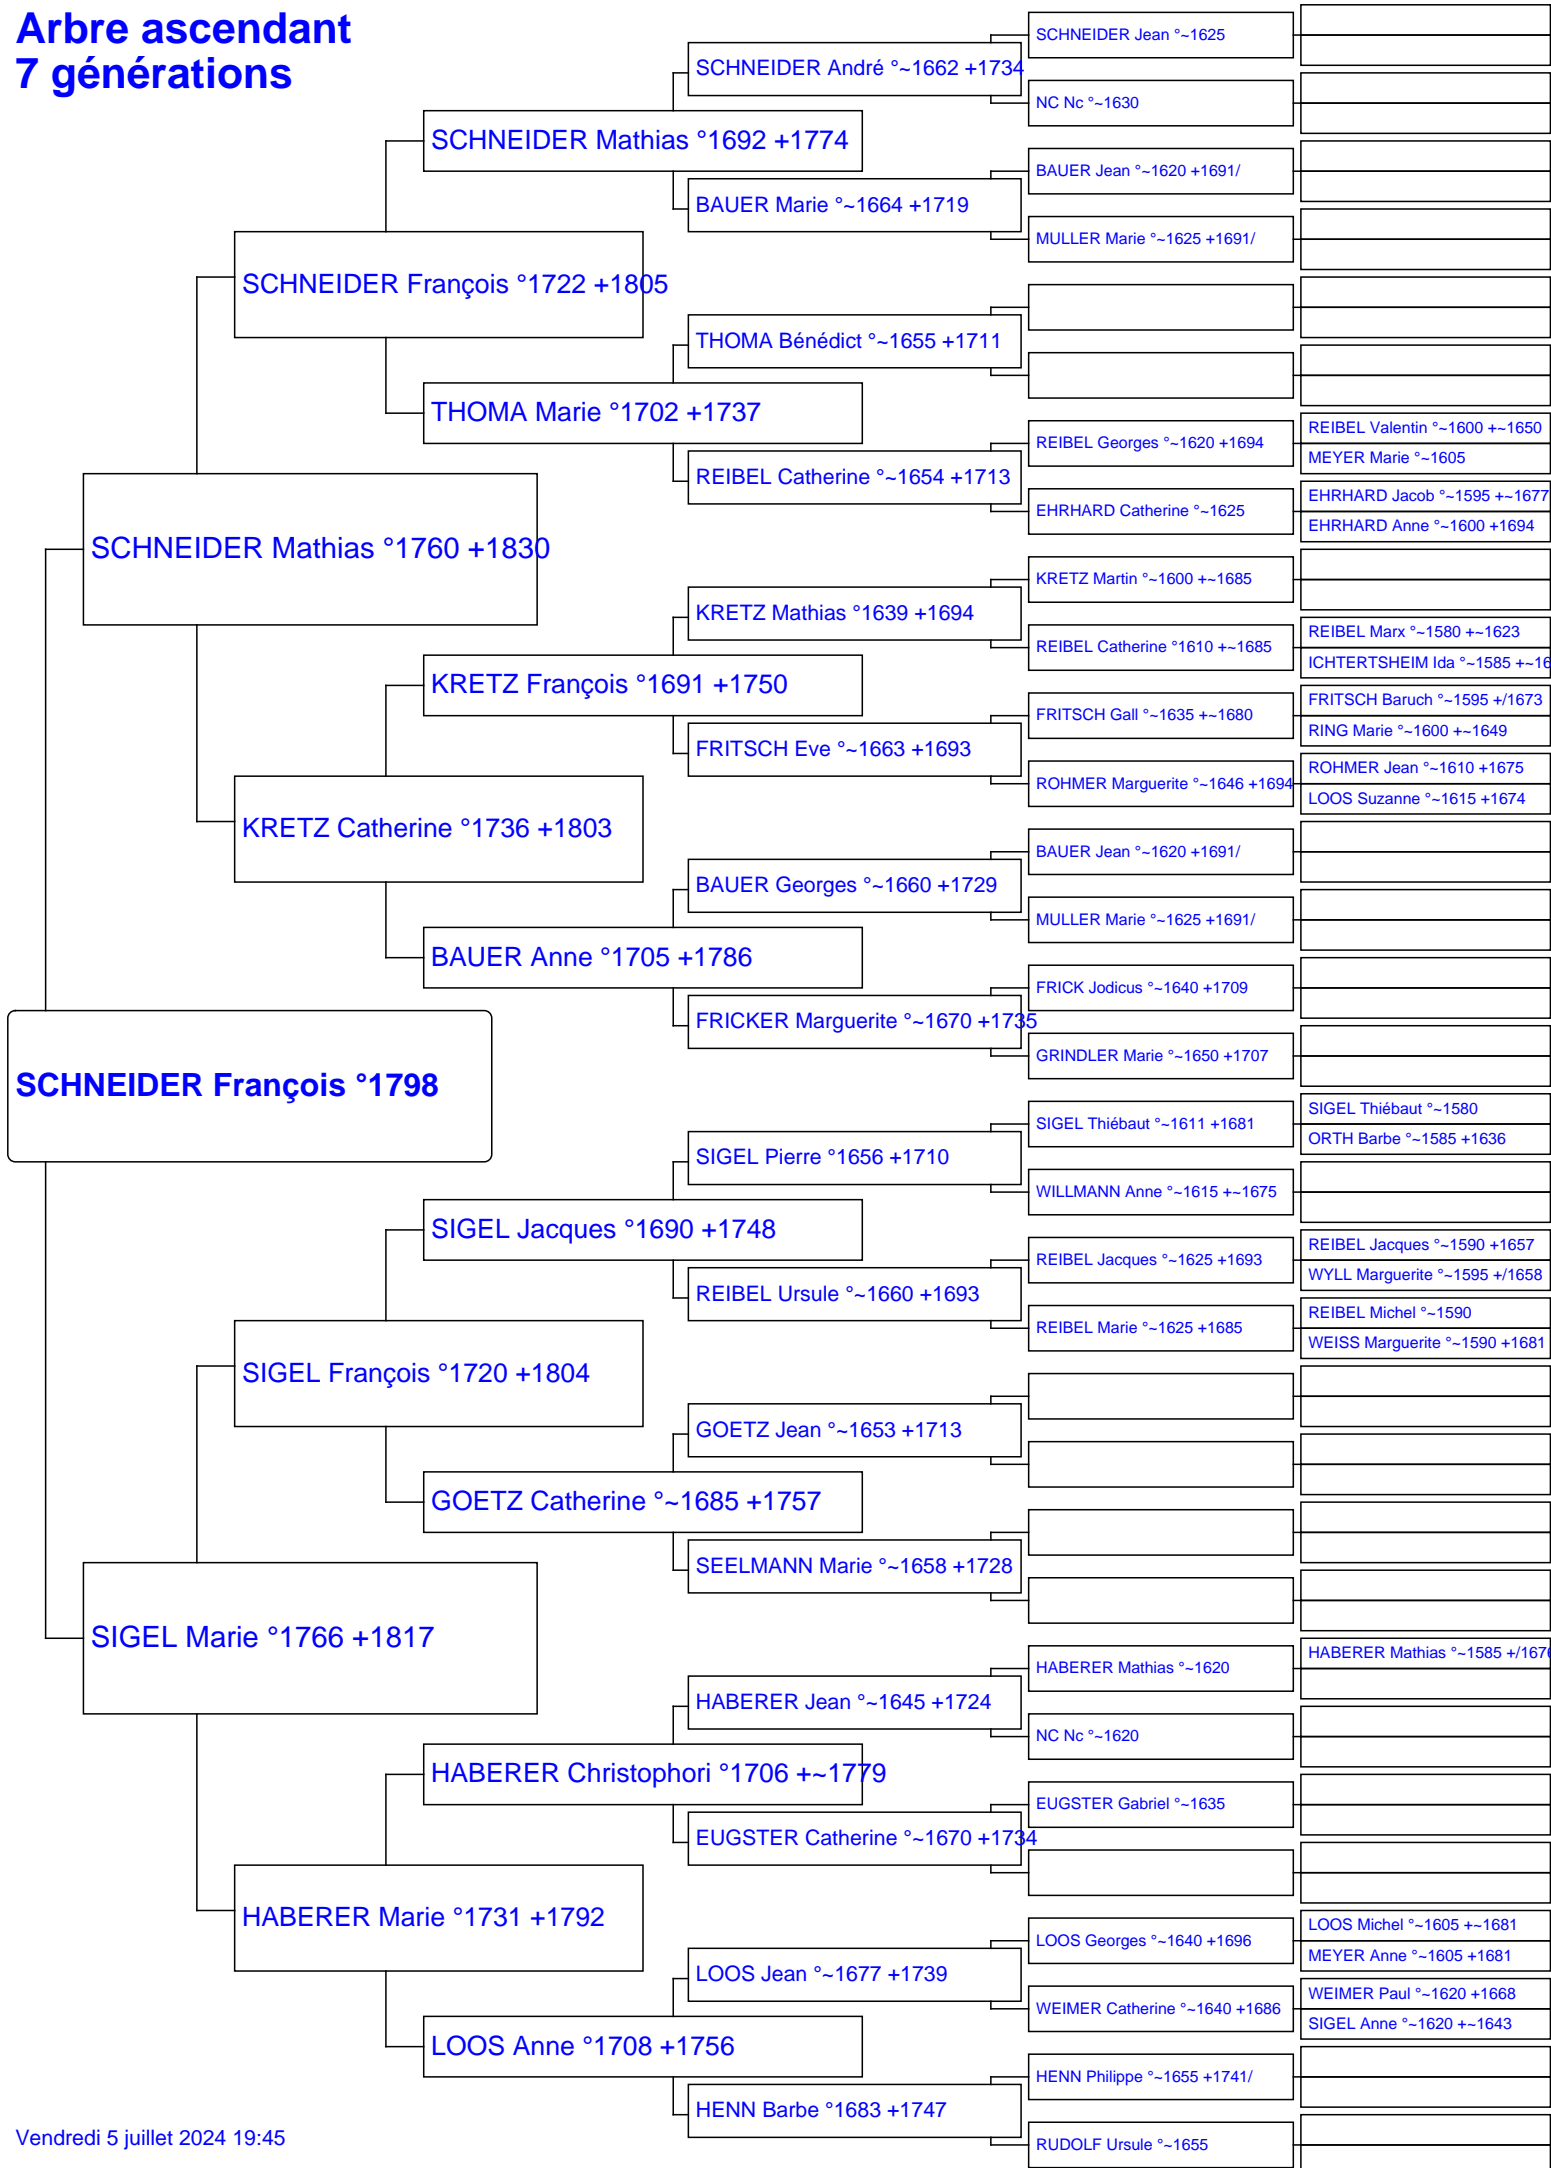 Arbre ascendant
7 générations
SCHNEIDER François °1798
SCHNEIDER Mathias °1760 +1830
SIGEL Marie °1766 +1817
SCHNEIDER François °1722 +1805
KRETZ Catherine °1736 +1803
SIGEL François °1720 +1804
HABERER Marie °1731 +1792
SCHNEIDER Mathias °1692 +1774
THOMA Marie °1702 +1737
KRETZ François °1691 +1750
BAUER Anne °1705 +1786
SIGEL Jacques °1690 +1748
GOETZ Catherine °~1685 +1757
HABERER Christophori °1706 +~1779
LOOS Anne °1708 +1756
SCHNEIDER André °~1662 +1734
BAUER Marie °~1664 +1719
THOMA Bénédict °~1655 +1711
REIBEL Catherine °~1654 +1713
KRETZ Mathias °1639 +1694
FRITSCH Eve °~1663 +1693
BAUER Georges °~1660 +1729
FRICKER Marguerite °~1670 +1735
SIGEL Pierre °1656 +1710
REIBEL Ursule °~1660 +1693
GOETZ Jean °~1653 +1713
SEELMANN Marie °~1658 +1728
HABERER Jean °~1645 +1724
EUGSTER Catherine °~1670 +1734
LOOS Jean °~1677 +1739
HENN Barbe °1683 +1747
SCHNEIDER Jean °~1625
NC Nc °~1630
BAUER Jean °~1620 +1691/
MULLER Marie °~1625 +1691/
REIBEL Georges °~1620 +1694
EHRHARD Catherine °~1625
KRETZ Martin °~1600 +~1685
REIBEL Catherine °1610 +~1685
FRITSCH Gall °~1635 +~1680
ROHMER Marguerite °~1646 +1694
BAUER Jean °~1620 +1691/
MULLER Marie °~1625 +1691/
FRICK Jodicus °~1640 +1709
GRINDLER Marie °~1650 +1707
SIGEL Thiébaut °~1611 +1681
WILLMANN Anne °~1615 +~1675
REIBEL Jacques °~1625 +1693
REIBEL Marie °~1625 +1685
HABERER Mathias °~1620
NC Nc °~1620
EUGSTER Gabriel °~1635
LOOS Georges °~1640 +1696
WEIMER Catherine °~1640 +1686
HENN Philippe °~1655 +1741/
RUDOLF Ursule °~1655
REIBEL Valentin °~1600 +~1650
MEYER Marie °~1605
EHRHARD Jacob °~1595 +~1677
EHRHARD Anne °~1600 +1694
REIBEL Marx °~1580 +~1623
ICHTERTSHEIM Ida °~1585 +~16
FRITSCH Baruch °~1595 +/1673
RING Marie °~1600 +~1649
ROHMER Jean °~1610 +1675
LOOS Suzanne °~1615 +1674
SIGEL Thiébaut °~1580
ORTH Barbe °~1585 +1636
REIBEL Jacques °~1590 +1657
WYLL Marguerite °~1595 +/1658
REIBEL Michel °~1590
WEISS Marguerite °~1590 +1681
HABERER Mathias °~1585 +/1676
LOOS Michel °~1605 +~1681
MEYER Anne °~1605 +1681
WEIMER Paul °~1620 +1668
SIGEL Anne °~1620 +~1643
Vendredi 5 juillet 2024 19:45